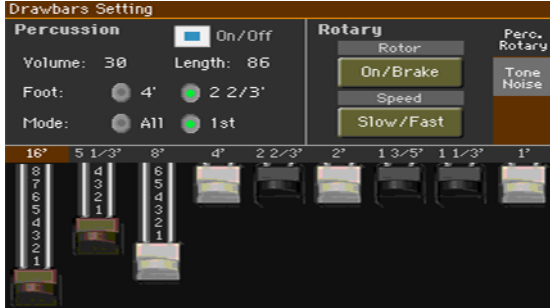 Drawbars Setting
Percussion
On/Off
Volume: 30 Length: 86
Foot: 4' 2 2/3'
Mode: All 1st
Rotary
Rotor
On/Brake
Speed
Slow/Fast
Perc.
Rotary
Tone
Noise
16' 5 1/3' 8' 4' 2 2/3' 2' 1 3/5' 1 1/3' 1'
8 4 6
7 3 5
6 2 4
5 1 3
4 2
3 1
2
1